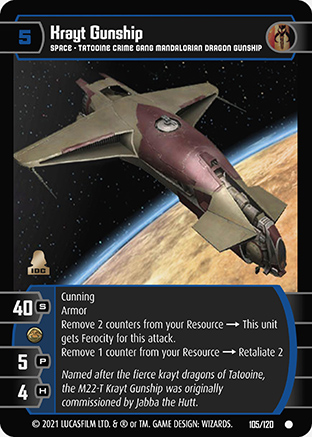 5 Krayt Gunship
SPACE • TATOOINE CRIME GANG MANDALORIAN DRAGON GUNSHIP
IDC
40 S
Cunning
Armor
Remove 2 counters from your Resource → This unit
gets Ferocity for this attack.
5 P
Remove 1 counter from your Resource → Retaliate 2
4 H
Named after the fierce krayt dragons of Tatooine,
the M22-T Krayt Gunship was originally
commissioned by Jabba the Hutt.
© 2021 LUCASFILM LTD. & ® or TM. GAME DESIGN: WIZARDS. 105/120